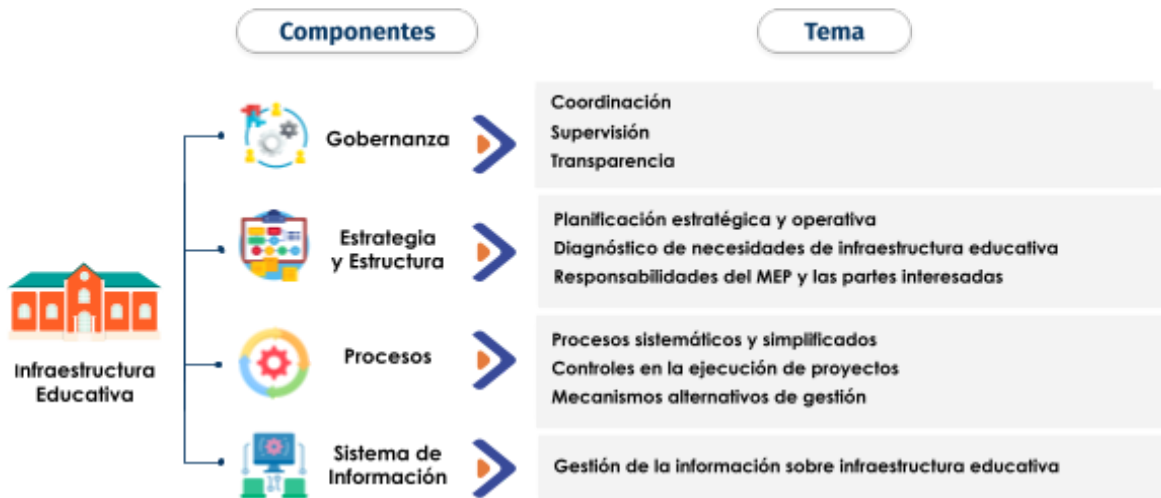 Componentes
Tema
Infraestructura
Educativa
Gobernanza
Coordinación
Supervisión
Transparencia
Estrategia
y Estructura
Planificación estratégica y operativa
Diagnóstico de necesidades de infraestructura educativa
Responsabilidades del MEP y las partes interesadas
Procesos
Procesos sistemáticos y simplificados
Controles en la ejecución de proyectos
Mecanismos alternativos de gestión
Sistema de
Información
Gestión de la información sobre infraestructura educativa